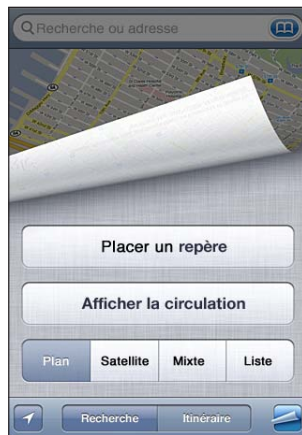 Recherche ou adresse
Placer un repère
Afficher la circulation
Plan Satellite Mixte Liste
Recherche Itinéraire